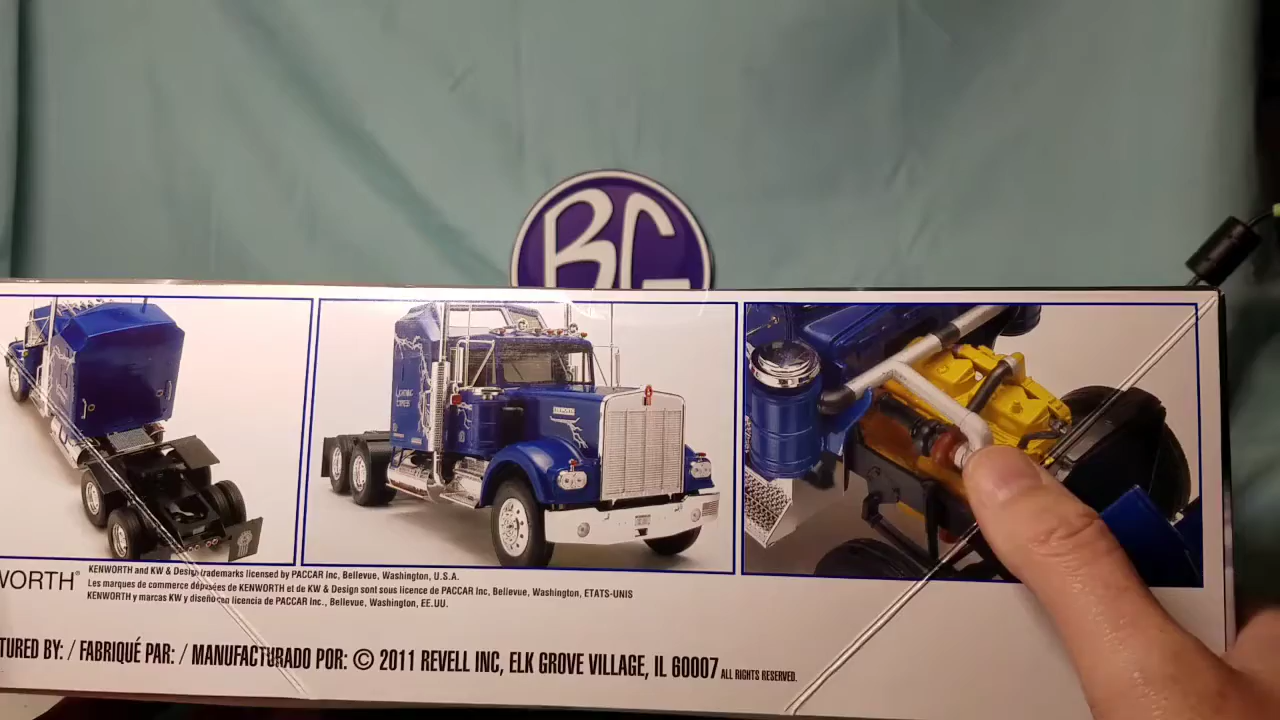 BG
WORTH®
KENWORTH and KW & Design trademarks licensed by PACCAR Inc, Bellevue, Washington, U.S.A.
Les marques de commerce déposées de KENWORTH et de KW & Design sont sous licence de PACCAR Inc, Bellevue, Washington, ETATS-UNIS
KENWORTH y marcas KW y diseño con licencia de PACCAR Inc., Bellevue, Washington, EE.UU.
TURED BY: / FABRIQUÉ PAR: / MANUFACTURADO POR: © 2011 REVELL INC, ELK GROVE VILLAGE, IL 60007 ALL RIGHTS RESERVED.